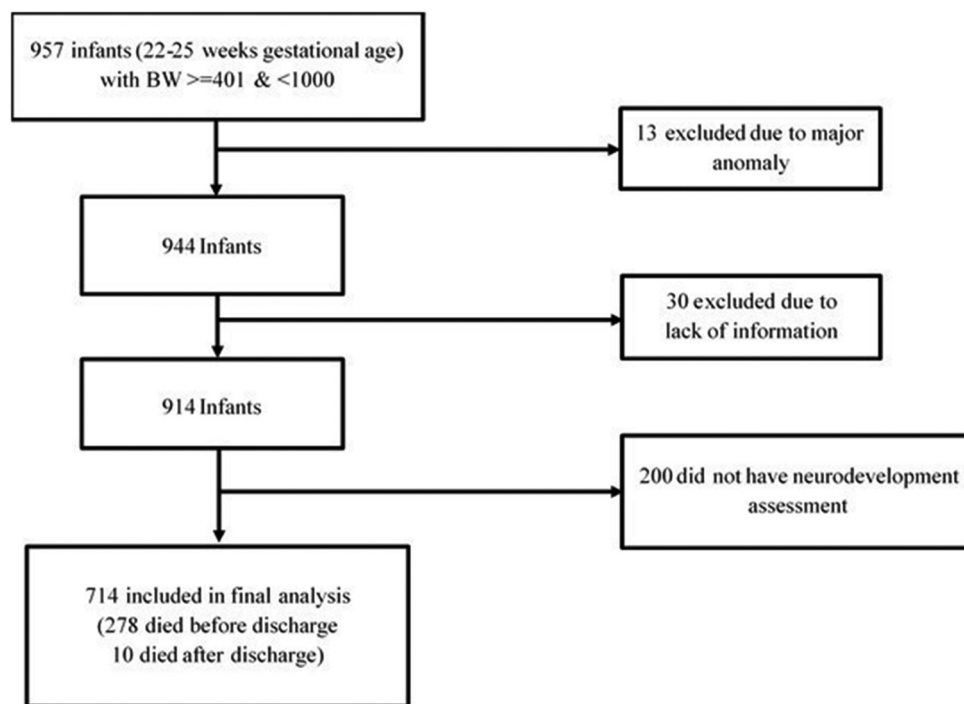 957 infants (22-25 weeks gestational age)
with BW >=401 & <1000
13 excluded due to major
anomaly
944 Infants
30 excluded due to
lack of information
914 Infants
200 did not have neurodevelopment
assessment
714 included in final analysis
(278 died before discharge
10 died after discharge)